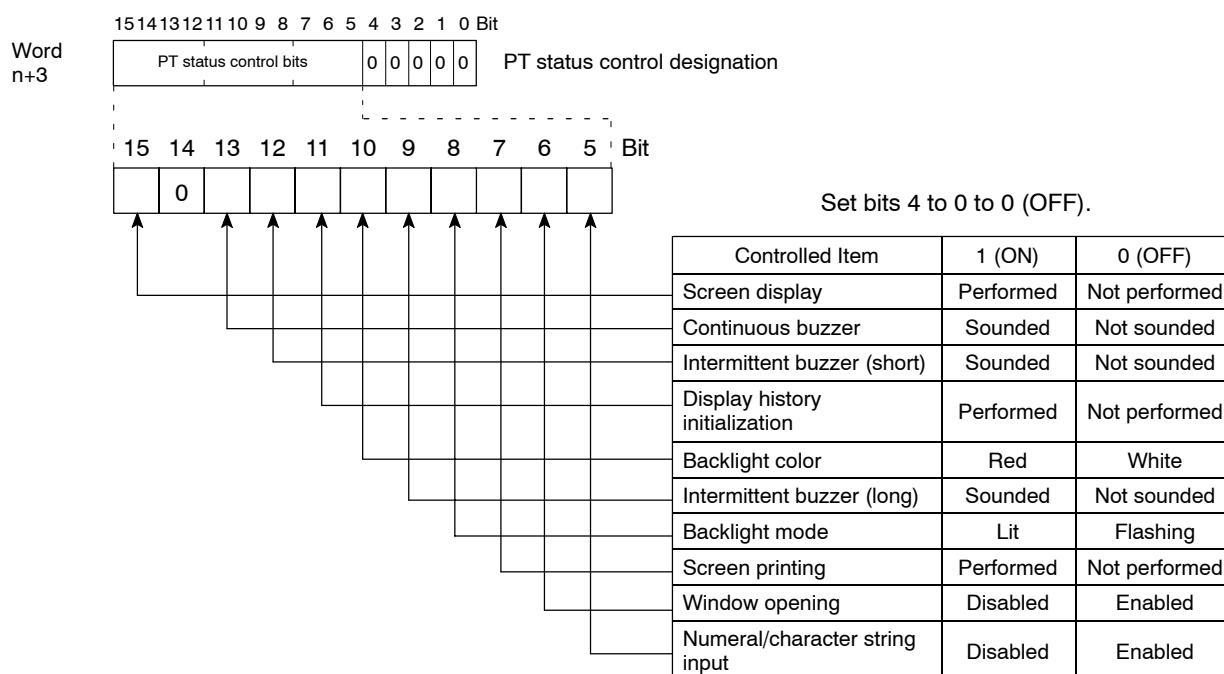 15 14 13 12 11 10 9 8 7 6 5 4 3 2 1 0 Bit
Word
n+3
PT status control bits
0 0 0 0 0
PT status control designation
15 14 13 12 11 10 9 8 7 6 5 Bit
0
Set bits 4 to 0 to 0 (OFF).
Controlled Item 1 (ON) 0 (OFF)
Screen display Performed Not performed
Continuous buzzer Sounded Not sounded
Intermittent buzzer (short) Sounded Not sounded
Display history
initialization Performed Not performed
Backlight color Red White
Intermittent buzzer (long) Sounded Not sounded
Backlight mode Lit Flashing
Screen printing Performed Not performed
Window opening Disabled Enabled
Numeral/character string
input Disabled Enabled